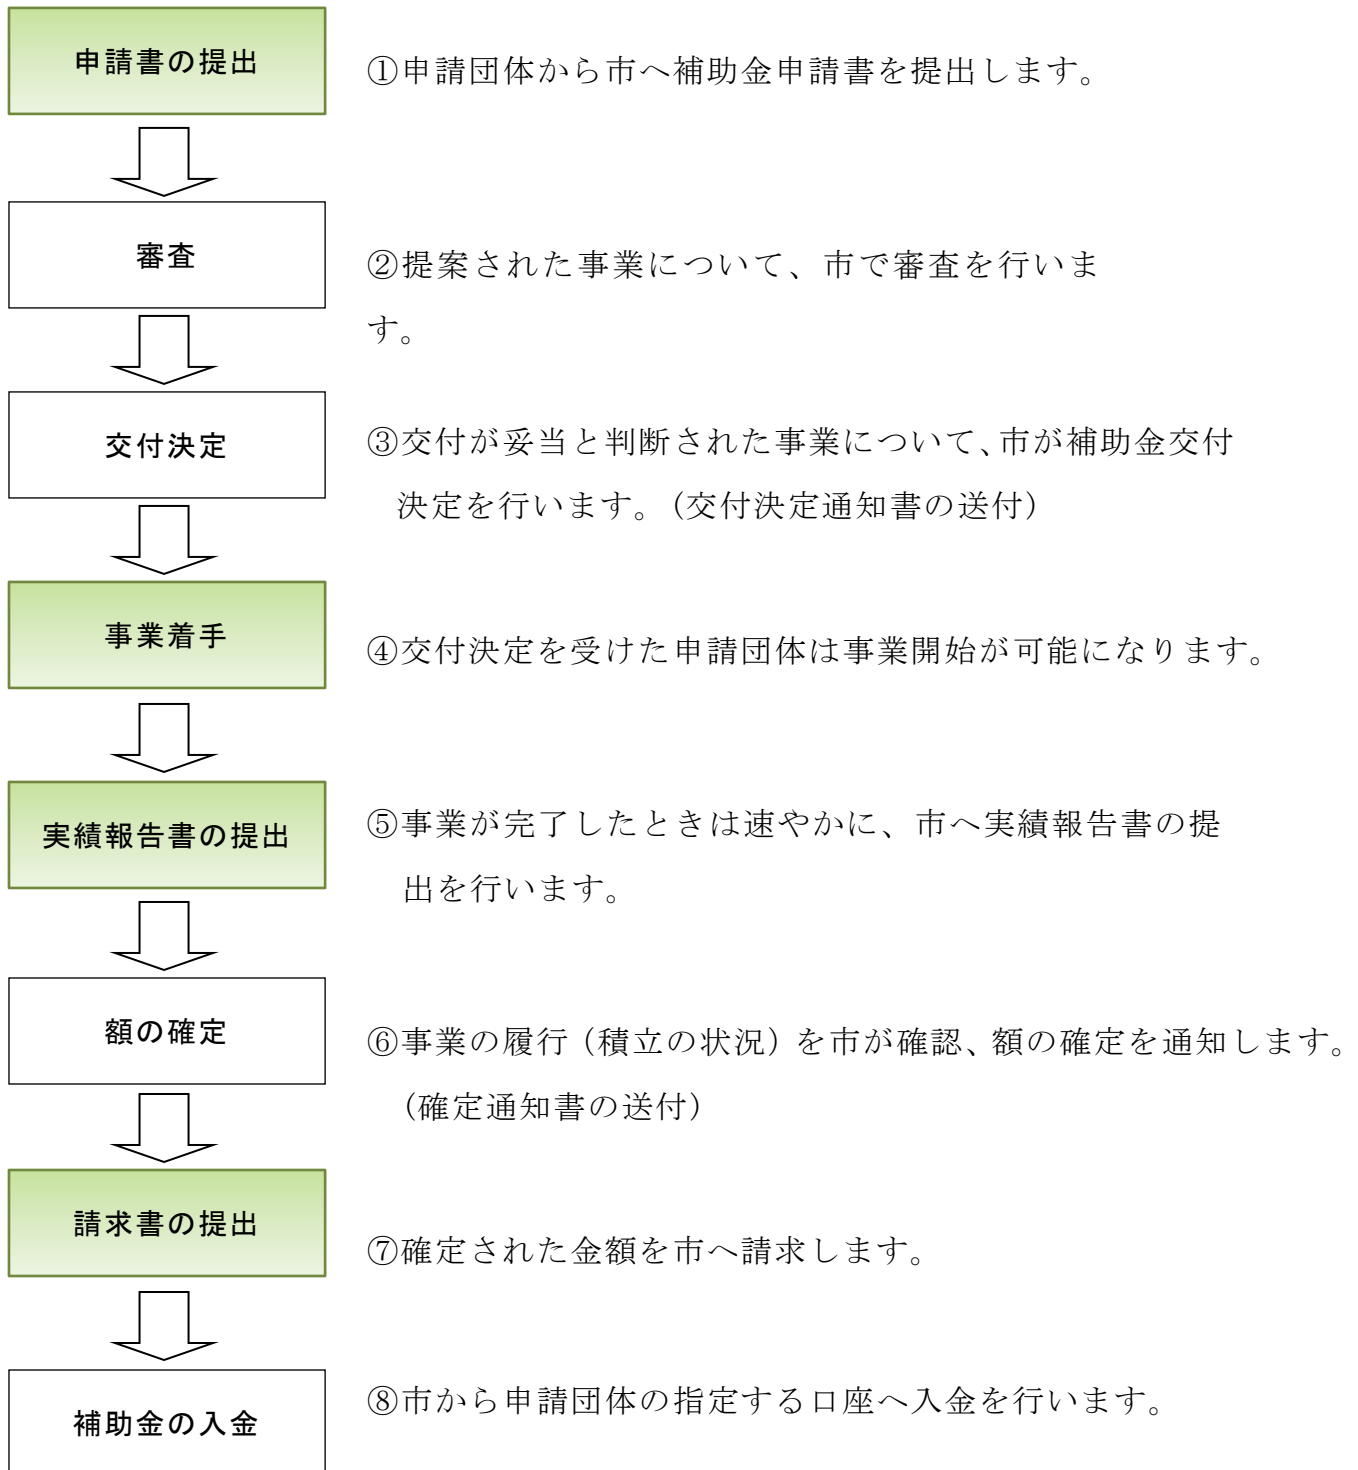 申請書の提出
①申請団体から市へ補助金申請書を提出します。
審査
②提案された事業について、市で審査を行いま
す。
交付決定
③交付が妥当と判断された事業について、市が補助金交付
決定を行います。(交付決定通知書の送付)
事業着手
④交付決定を受けた申請団体は事業開始が可能になります。
実績報告書の提出
⑤事業が完了したときは速やかに、市へ実績報告書の提
出を行います。
額の確定
⑥事業の履行(積立の状況)を市が確認、額の確定を通知します。
(確定通知書の送付)
請求書の提出
⑦確定された金額を市へ請求します。
補助金の入金
⑧市から申請団体の指定する口座へ入金を行います。